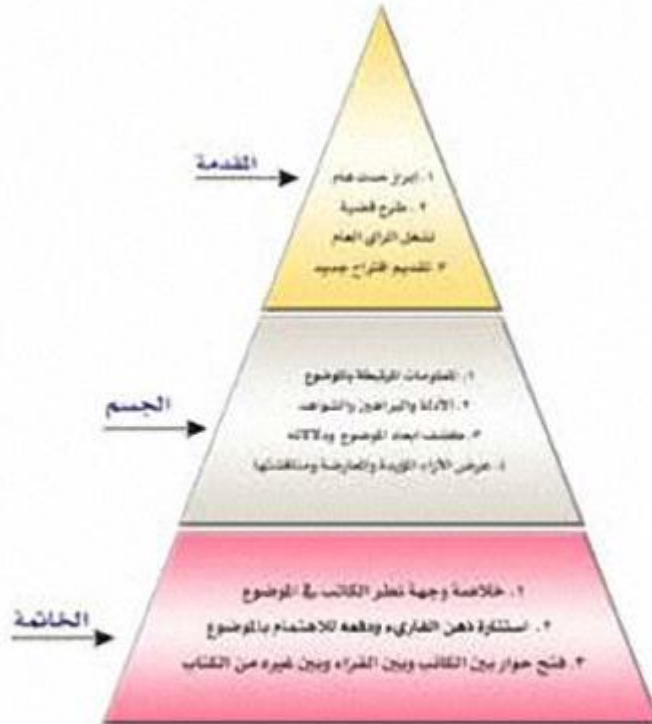 المقدمة
١. إبراز حدث هام
٢. طرح قضية
تشغل الرأي العام
٣. تقديم اقتراح جديد
الجسم
١. المعلومات المرتبطة بالموضوع
٢. الأدلة والبراهين والشواهد
٣. كشف أبعاد الموضوع ودلالاته
٤. عرض الآراء المؤيدة والمعارضة ومناقشتها
الخاتمة
١. خلاصة وجهة نظر الكاتب في الموضوع
٢. استثارة ذهن القارىء ودفعه للاهتمام بالموضوع
٣. فتح حوار بين الكاتب وبين القراء وبين غيره من الكتاب